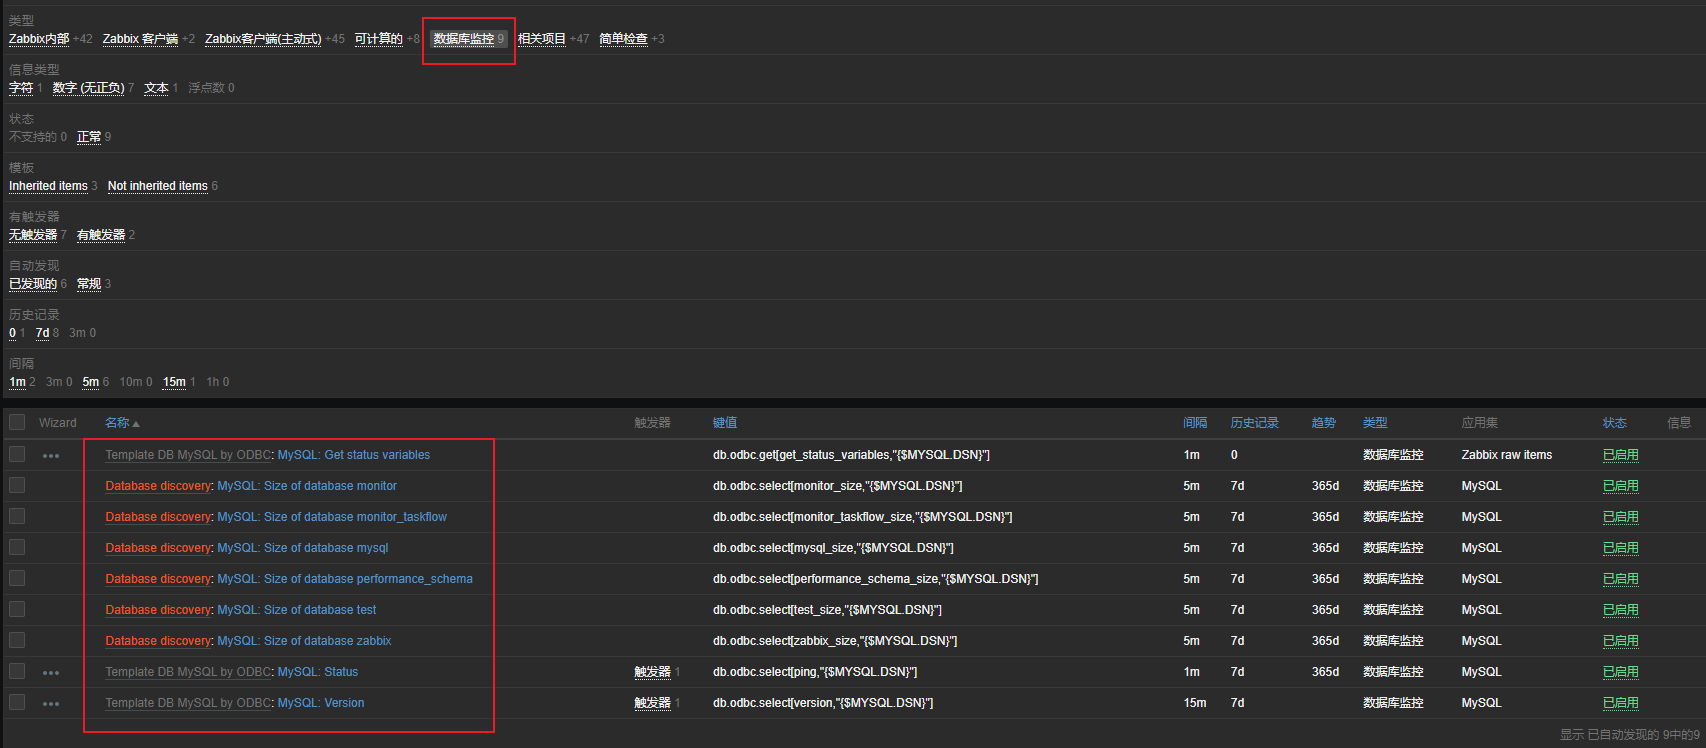 类型
Zabbix内部 +42 Zabbix 客户端 +2 Zabbix客户端(主动式) +45 可计算的 +8 数据库监控 9 相关项目 +47 简单检查 +3
信息类型
字符 1 数字 (无正负) 7 文本 1 浮点数 0
状态
不支持的 0 正常 9
模板
Inherited items 3 Not inherited items 6
有触发器
无触发器 7 有触发器 2
自动发现
已发现的 6 常规 3
历史记录
0 1 7d 8 3m 0
间隔
1m 2 3m 0 5m 6 10m 0 15m 1 1h 0
Wizard 名称 触发器 键值 间隔 历史记录 趋势 类型 应用集 状态 信息
Template DB MySQL by ODBC: MySQL: Get status variables db.odbc.get[get_status_variables,"{$MYSQL.DSN}"] 1m 0 数据库监控 Zabbix raw items 已启用
Database discovery: MySQL: Size of database monitor db.odbc.select[monitor_size,"{$MYSQL.DSN}"] 5m 7d 365d 数据库监控 MySQL 已启用
Database discovery: MySQL: Size of database monitor_taskflow db.odbc.select[monitor_taskflow_size,"{$MYSQL.DSN}"] 5m 7d 365d 数据库监控 MySQL 已启用
Database discovery: MySQL: Size of database mysql db.odbc.select[mysql_size,"{$MYSQL.DSN}"] 5m 7d 365d 数据库监控 MySQL 已启用
Database discovery: MySQL: Size of database performance_schema db.odbc.select[performance_schema_size,"{$MYSQL.DSN}"] 5m 7d 365d 数据库监控 MySQL 已启用
Database discovery: MySQL: Size of database test db.odbc.select[test_size,"{$MYSQL.DSN}"] 5m 7d 365d 数据库监控 MySQL 已启用
Database discovery: MySQL: Size of database zabbix db.odbc.select[zabbix_size,"{$MYSQL.DSN}"] 5m 7d 365d 数据库监控 MySQL 已启用
Template DB MySQL by ODBC: MySQL: Status 触发器 1 db.odbc.select[ping,"{$MYSQL.DSN}"] 1m 7d 365d 数据库监控 MySQL 已启用
Template DB MySQL by ODBC: MySQL: Version 触发器 1 db.odbc.select[version,"{$MYSQL.DSN}"] 15m 7d 数据库监控 MySQL 已启用
显示 已自动发现的 9中的9